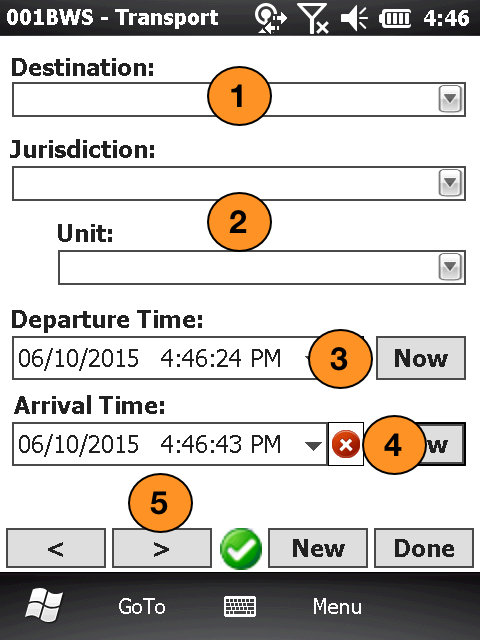 001BWS - Transport 4:46
Destination:
1
Jurisdiction:
2
Unit:
Departure Time:
06/10/2015 4:46:24 PM 3 Now
Arrival Time:
06/10/2015 4:46:43 PM 4 w
5
< > New Done
GoTo Menu